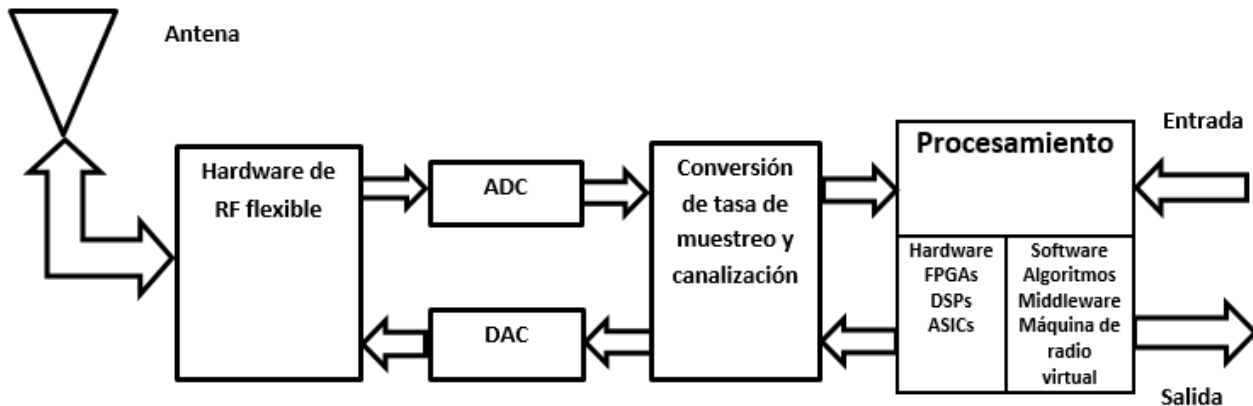 Antena
Hardware de
RF flexible
ADC
DAC
Conversión
de tasa de
muestreo y
canalización
Procesamiento
Hardware
FPGAs
DSPs
ASICs
Software
Algoritmos
Middleware
Máquina de
radio
virtual
Entrada
Salida